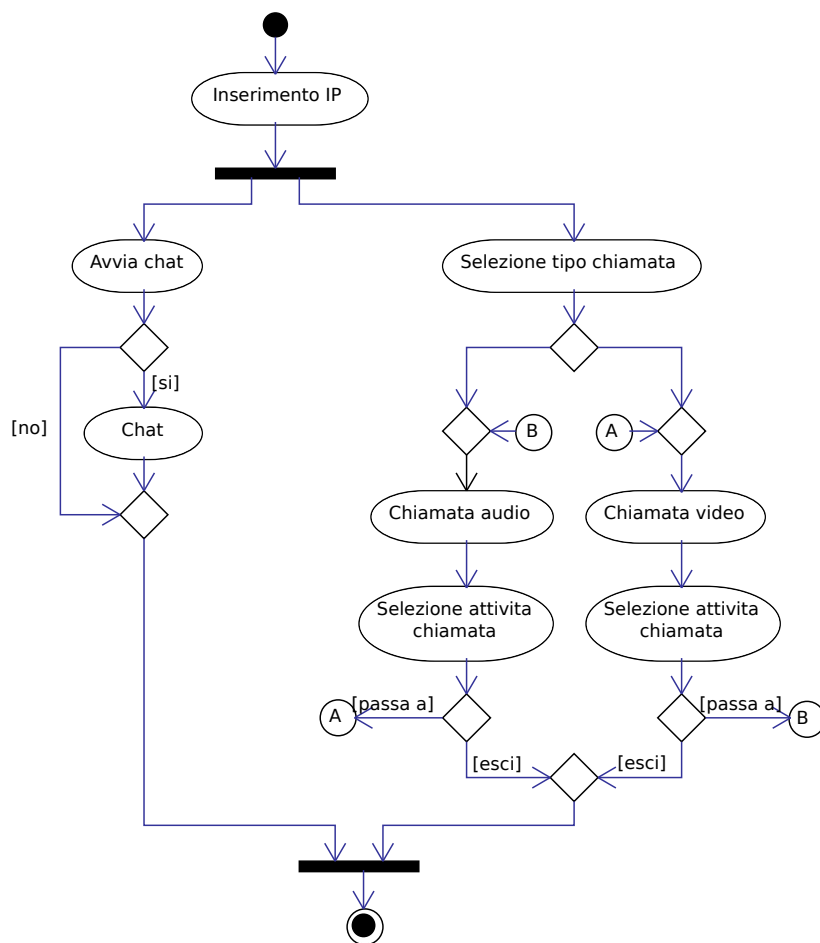 Inserimento IP
Avvia chat
Selezione tipo chiamata
[si]
[no]
Chat
B
A
Chiamata audio
Chiamata video
Selezione attivita
chiamata
Selezione attivita
chiamata
[passa a]
A
[passa a]
B
[esci]
[esci]